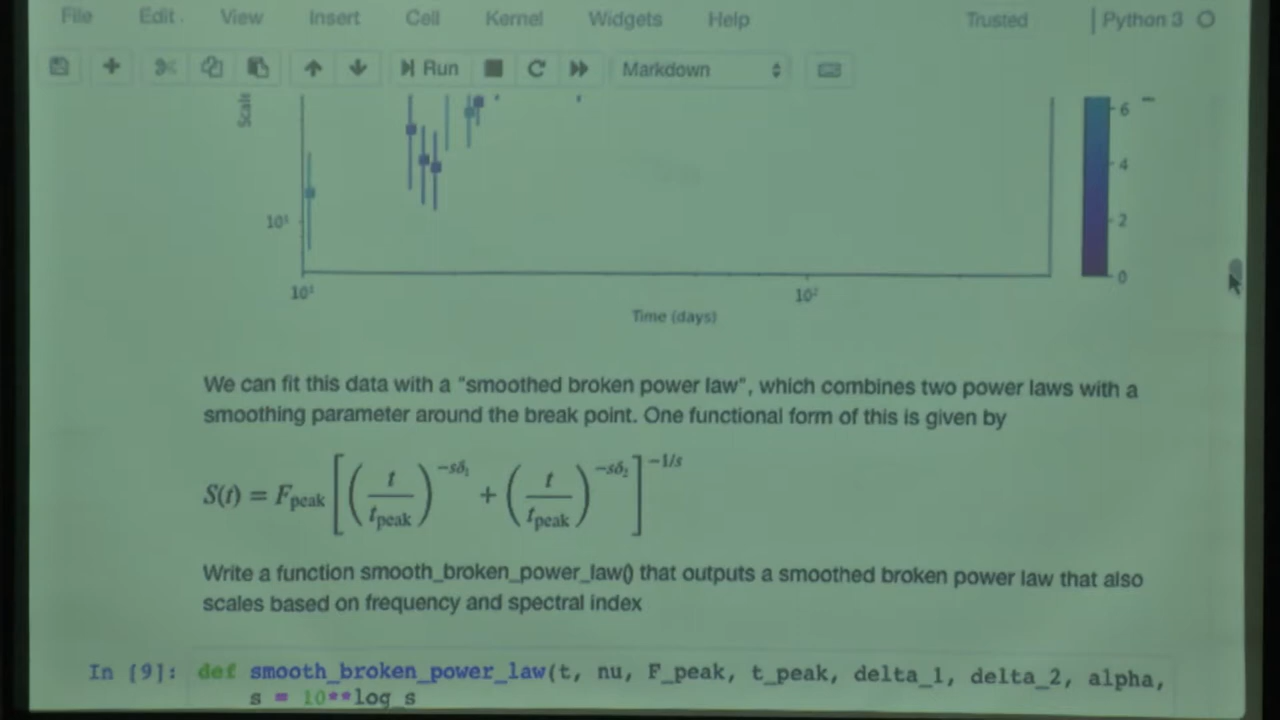 File Edit View Insert Cell Kernel Widgets Help Trusted Python 3
Run Markdown
Scale
6
4
2
0
10¹
10¹ 10²
Time (days)
We can fit this data with a "smoothed broken power law", which combines two power laws with a
smoothing parameter around the break point. One functional form of this is given by
S(t) = F_peak [ (t / t_peak)^{-sδ₁} + (t / t_peak)^{-sδ₂} ]^{-1/s}
Write a function smooth_broken_power_law() that outputs a smoothed broken power law that also
scales based on frequency and spectral index
In [9]: def smooth_broken_power_law(t, nu, F_peak, t_peak, delta_1, delta_2, alpha,
s = 10**log_s